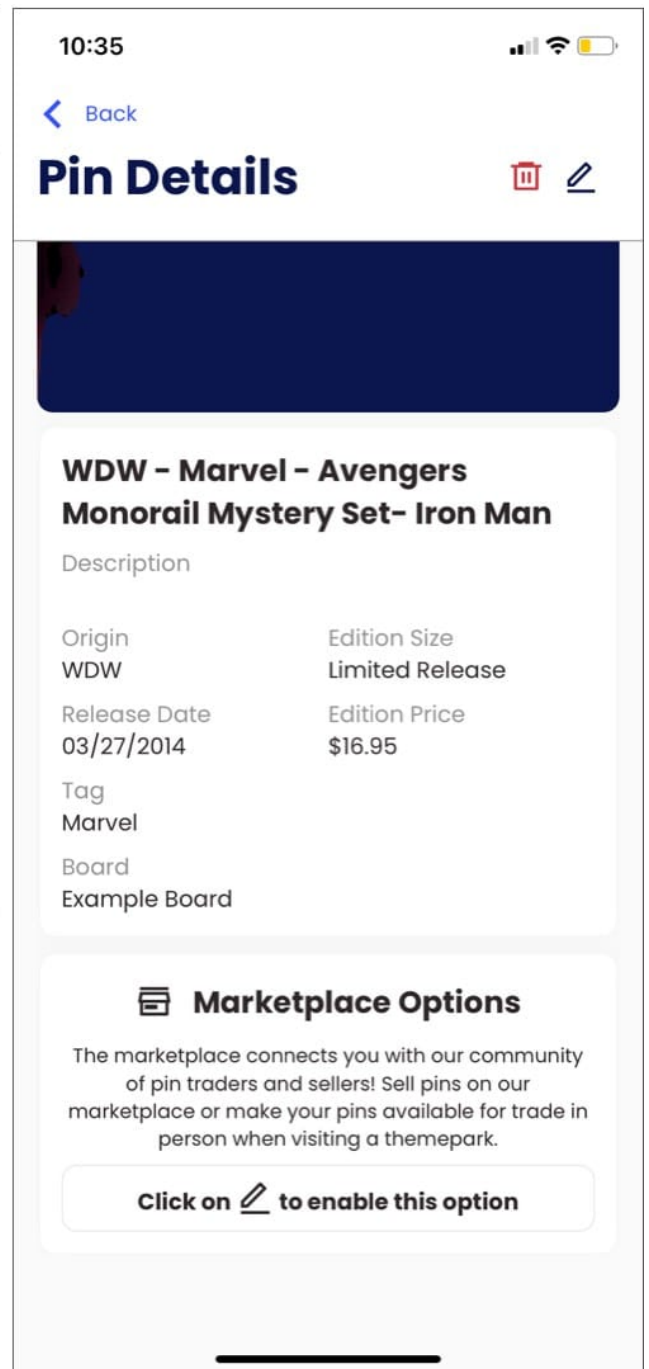 10:35
Back
Pin Details
WDW - Marvel - Avengers
Monorail Mystery Set- Iron Man
Description
Origin
Edition Size
WDW
Limited Release
Release Date
Edition Price
03/27/2014
$16.95
Tag
Marvel
Board
Example Board
Marketplace Options
The marketplace connects you with our community
of pin traders and sellers! Sell pins on our
marketplace or make your pins available for trade in
person when visiting a themepark.
Click on to enable this option